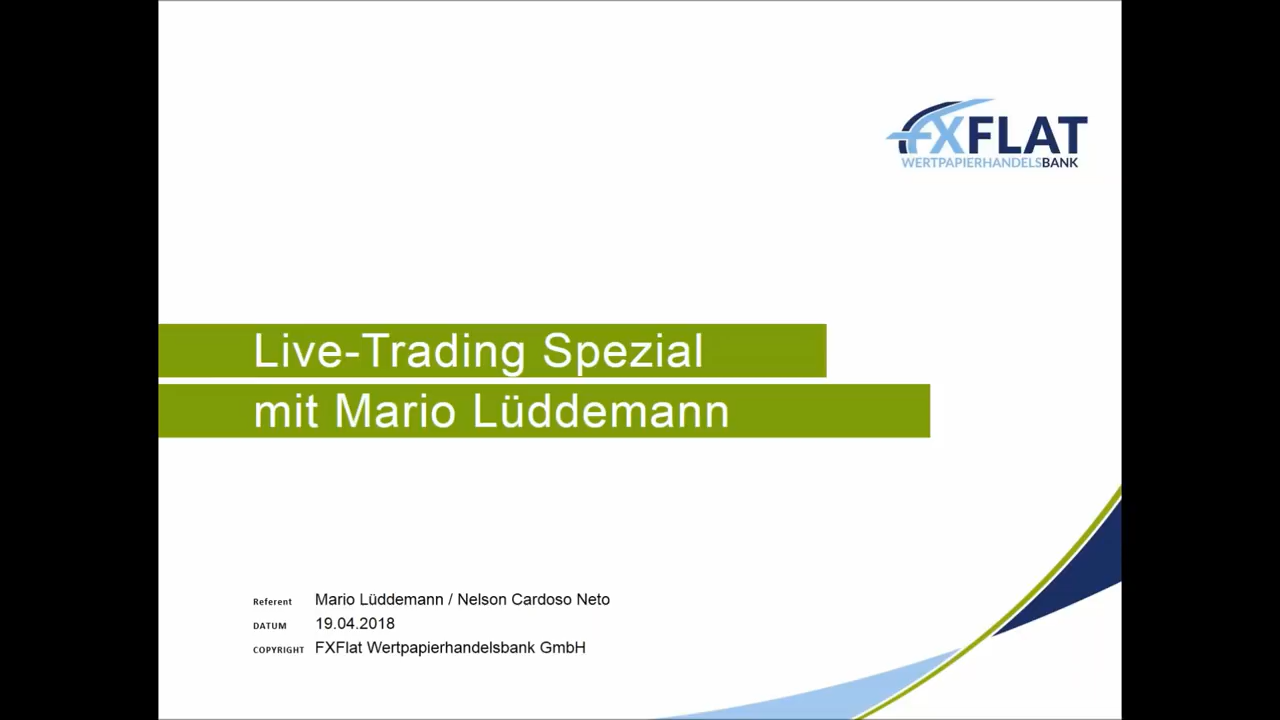 FXFLAT
WERTPAPIERHANDELSBANK
Live-Trading Spezial
mit Mario Lüddemann
Referent Mario Lüddemann / Nelson Cardoso Neto
DATUM 19.04.2018
COPYRIGHT FXFlat Wertpapierhandelsbank GmbH